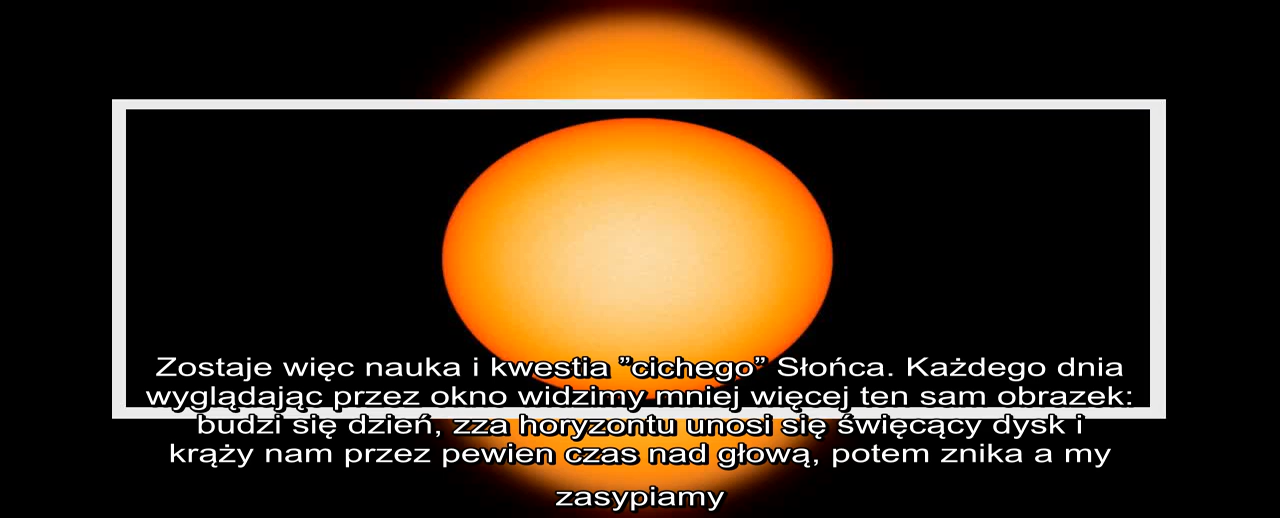 Zostaje więc nauka i kwestia ”cichego” Słońca. Każdego dnia
wyglądając przez okno widzimy mniej więcej ten sam obrazek:
budzi się dzień, zza horyzontu unosi się święcący dysk i
krąży nam przez pewien czas nad głową, potem znika a my
zasypiamy